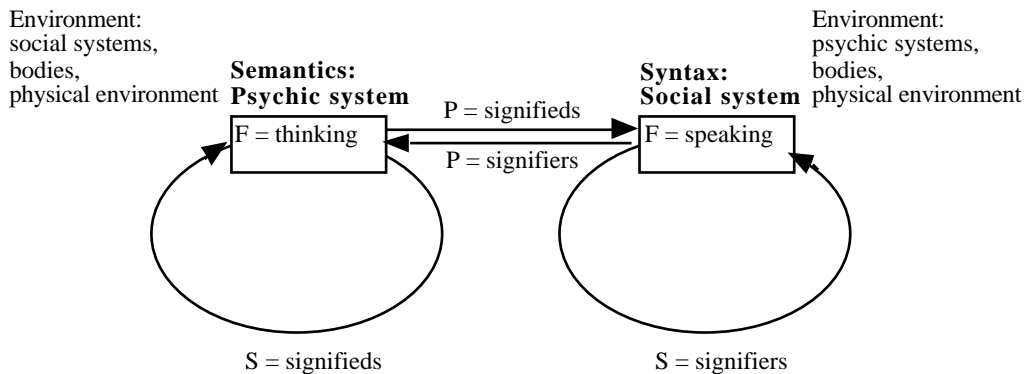 Environment:
social systems,
bodies,
physical environment
Semantics:
Psychic system
F = thinking
P = signifieds
P = signifiers
Syntax:
Social system
F = speaking
Environment:
psychic systems,
bodies,
physical environment
S = signifieds
S = signifiers